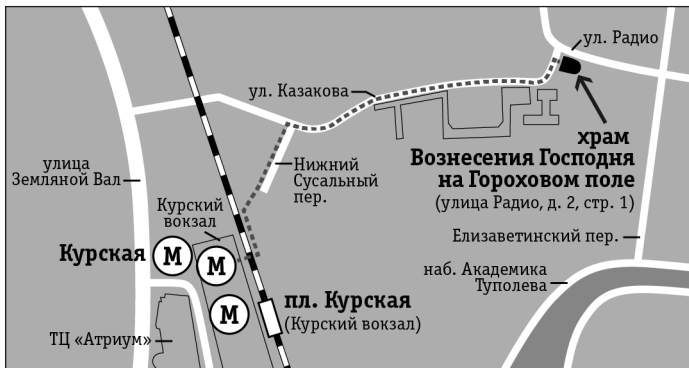 ул. Радио
ул. Казакова
храм
Вознесения Господня
на Гороховом поле
(улица Радио, д. 2, стр. 1)
улица
Земляной Вал
Нижний
Сусальный
пер.
Курский
вокзал
Елизаветинский пер.
Курская
М
М
М
наб. Академика
Туполева
пл. Курская
(Курский вокзал)
ТЦ «Атриум»